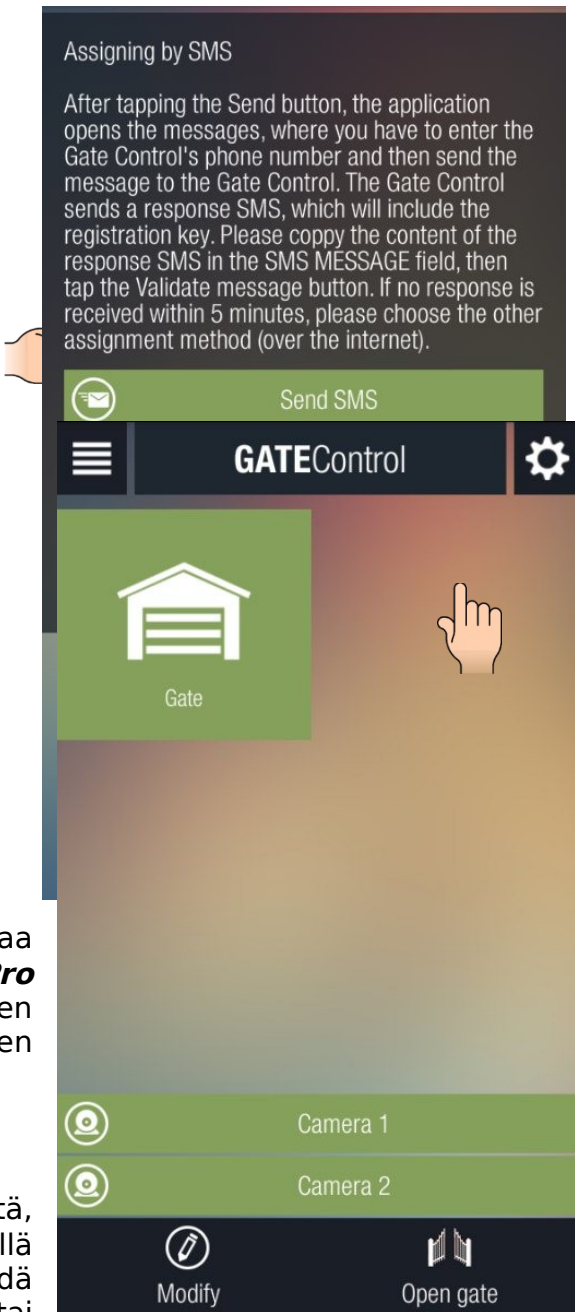 Assigning by SMS
After tapping the Send button, the application
opens the messages, where you have to enter the
Gate Control's phone number and then send the
message to the Gate Control. The Gate Control
sends a response SMS, which will include the
registration key. Please coppy the content of the
response SMS in the SMS MESSAGE field, then
tap the Validate message button. If no response is
received within 5 minutes, please choose the other
assignment method (over the internet).
Send SMS
GATEControl
Gate
Camera 1
Camera 2
Modify
Open gate